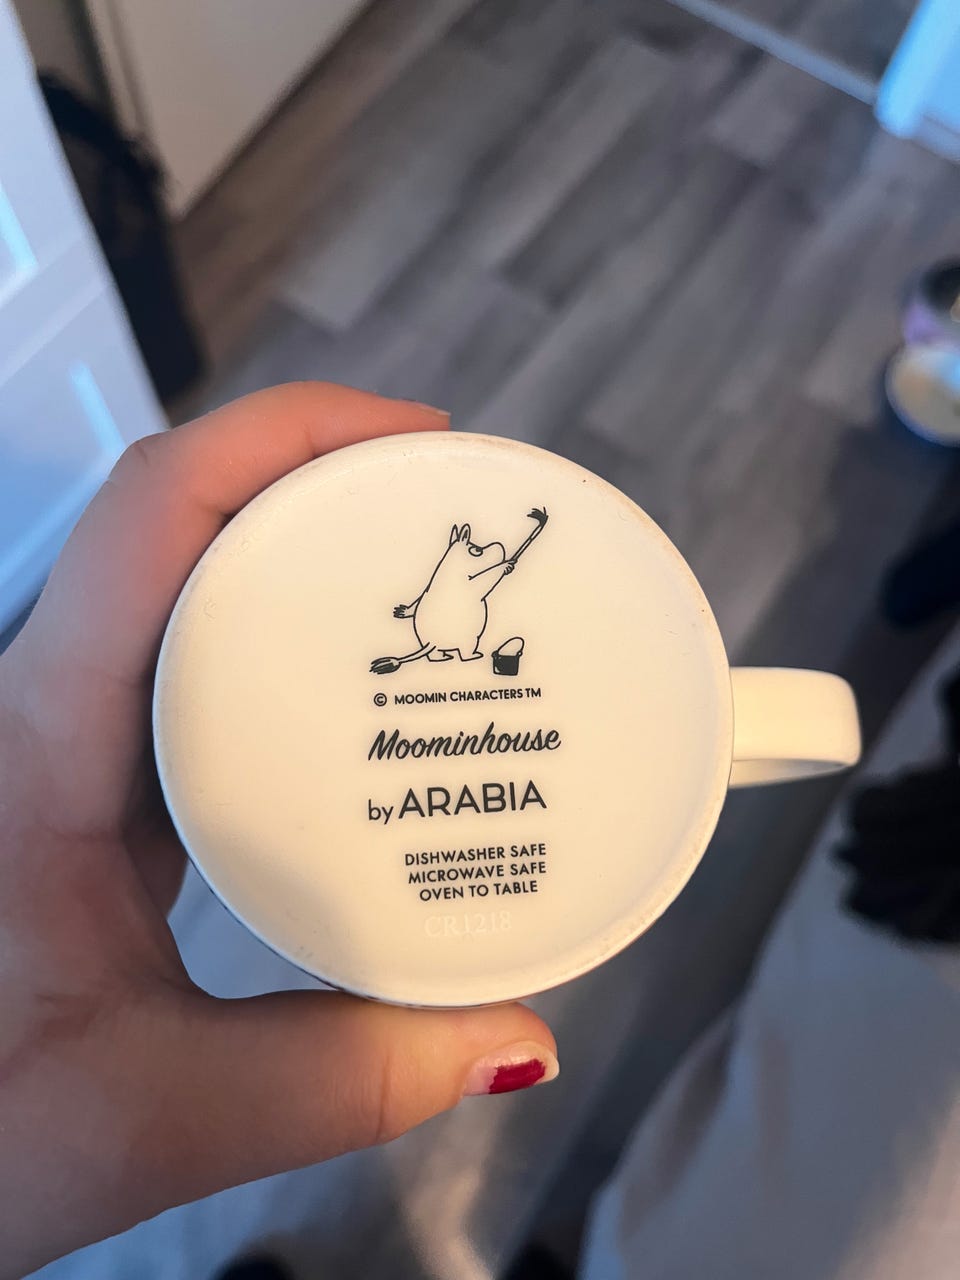 © MOOMIN CHARACTERS TM
Moominhouse
by ARABIA
DISHWASHER SAFE
MICROWAVE SAFE
OVEN TO TABLE
CR1218